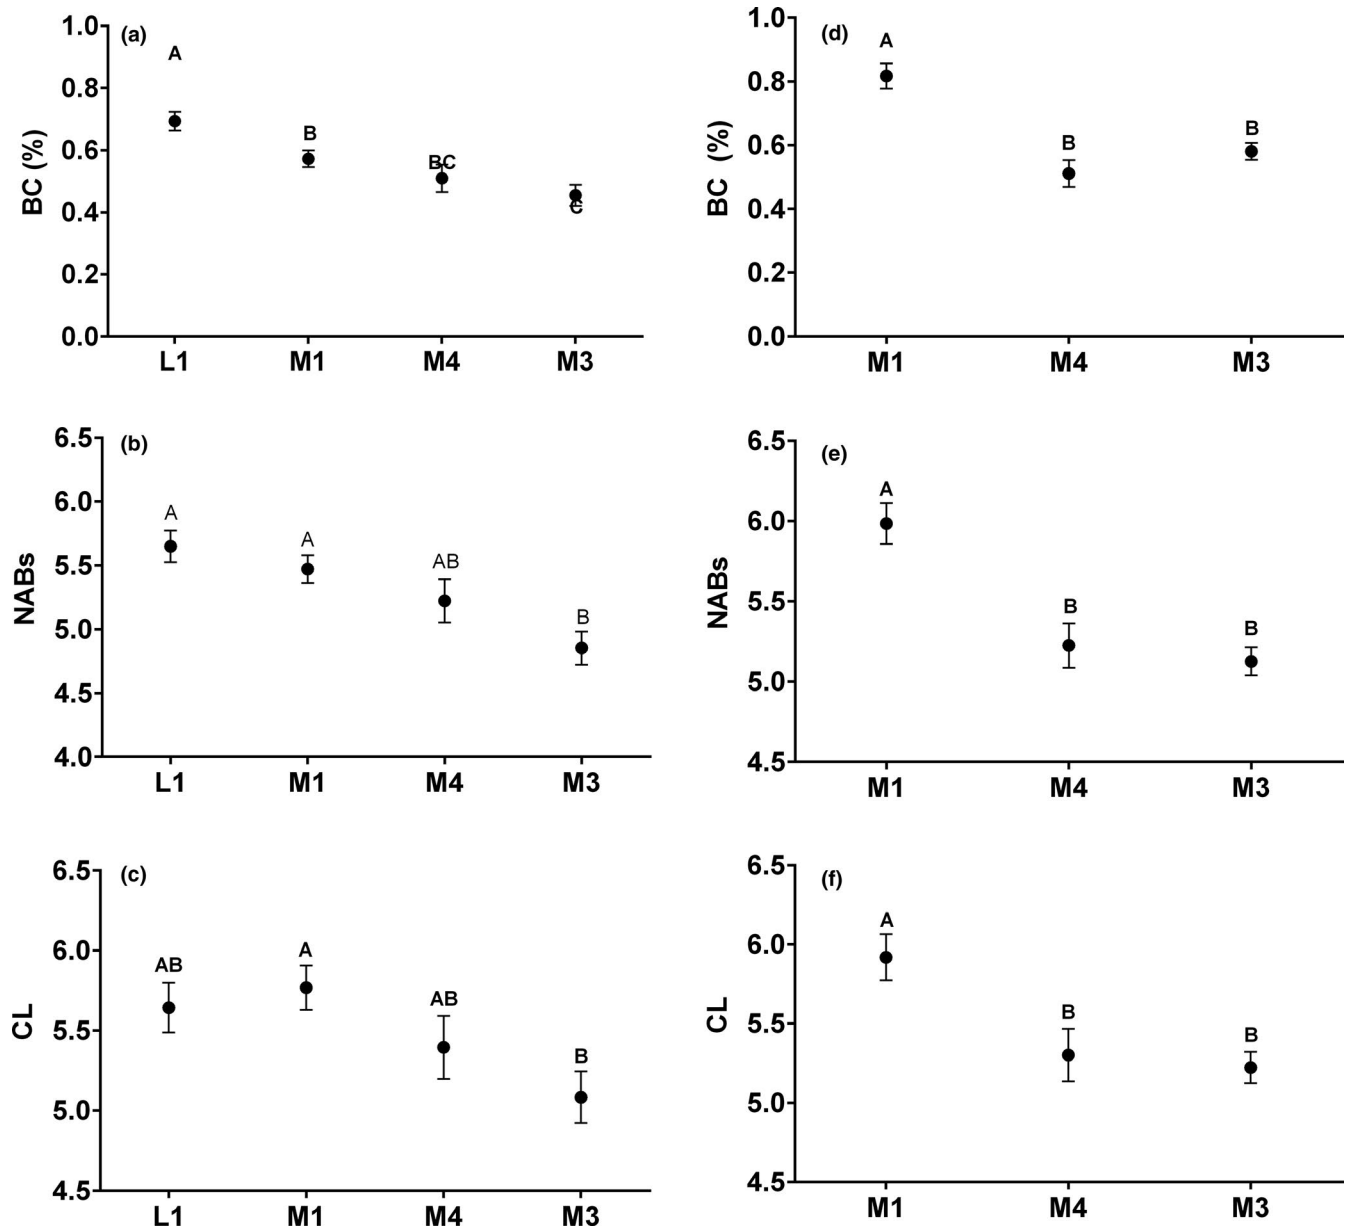 (a)
BC (%)
1.0
0.8
0.6
0.4
0.2
0.0
A
B
BC
C
L1 M1 M4 M3
(d)
BC (%)
1.0
0.8
0.6
0.4
0.2
0.0
A
B
B
M1 M4 M3
(b)
NABs
6.5
6.0
5.5
5.0
4.5
4.0
A
A
AB
B
L1 M1 M4 M3
(e)
NABs
6.5
6.0
5.5
5.0
4.5
A
B
B
M1 M4 M3
(c)
CL
6.5
6.0
5.5
5.0
4.5
AB
A
AB
B
L1 M1 M4 M3
(f)
CL
6.5
6.0
5.5
5.0
4.5
A
B
B
M1 M4 M3